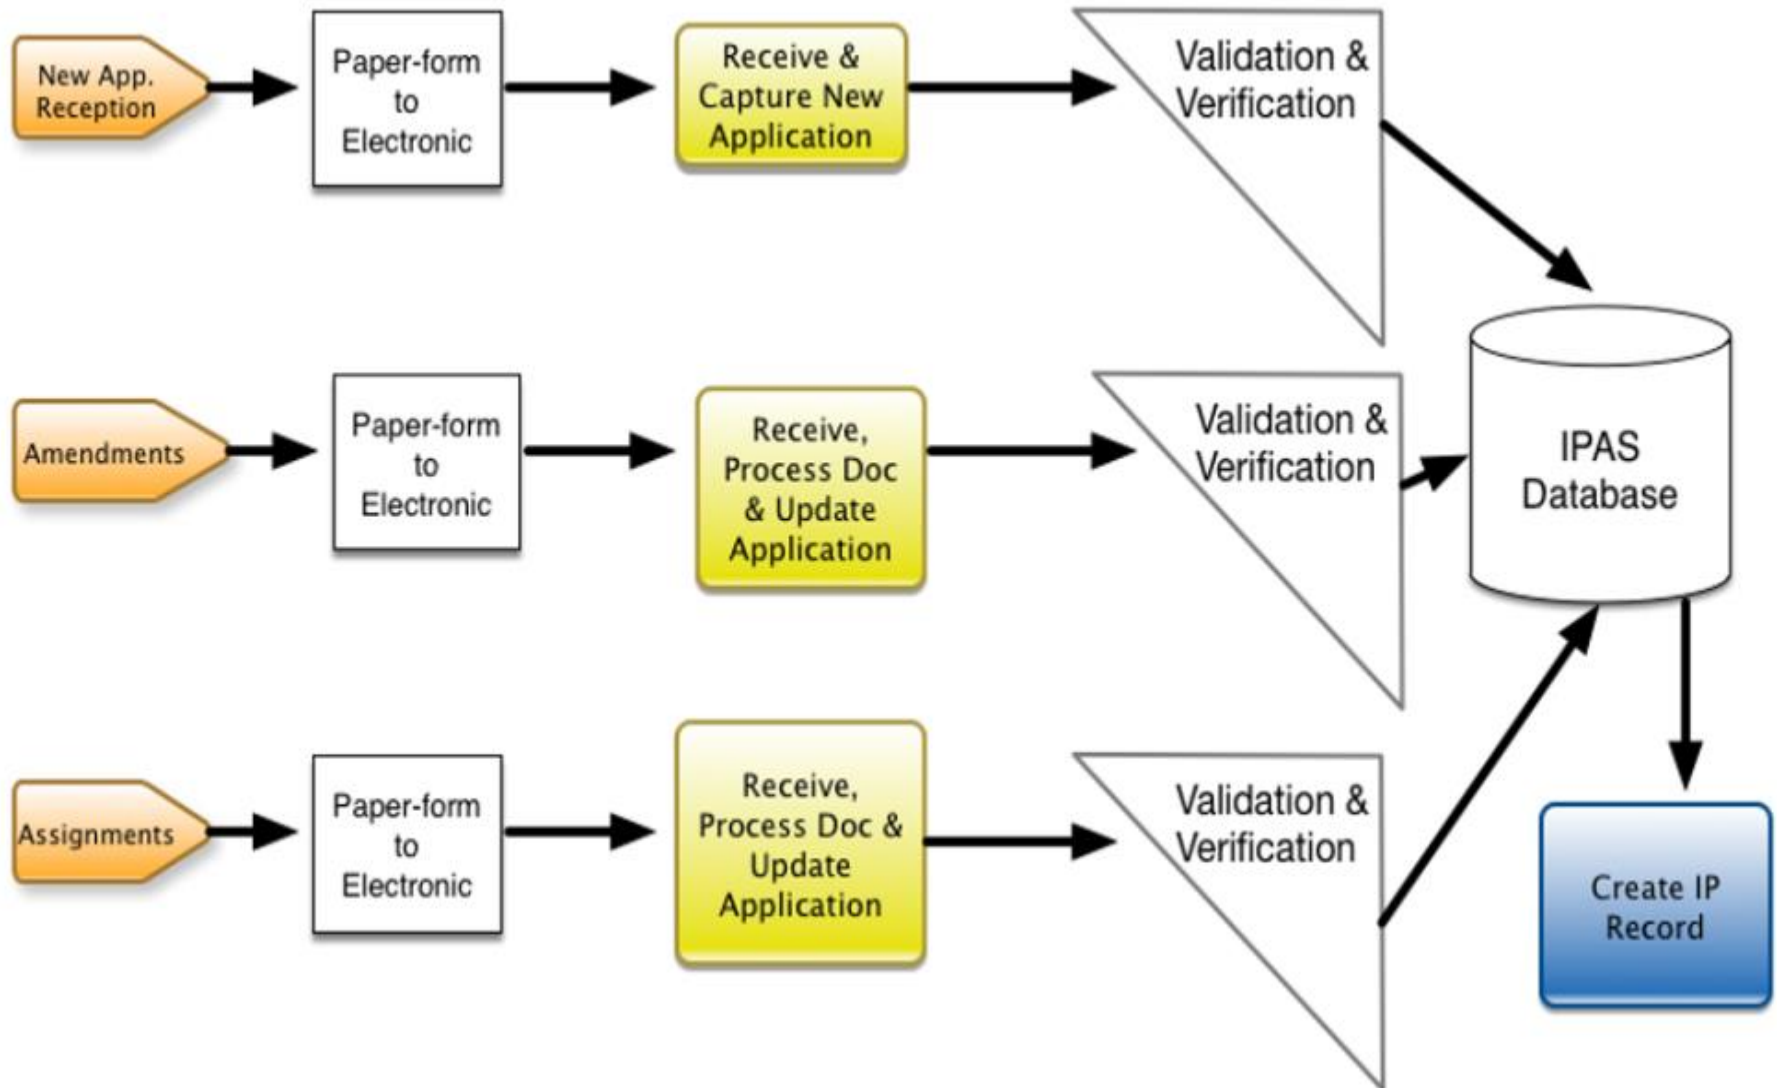 New App.
Reception
Paper-form
to
Electronic
Receive &
Capture New
Application
Validation &
Verification
Amendments
Paper-form
to
Electronic
Receive,
Process Doc
& Update
Application
Validation &
Verification
IPAS
Database
Assignments
Paper-form
to
Electronic
Receive,
Process Doc &
Update
Application
Validation &
Verification
Create IP
Record